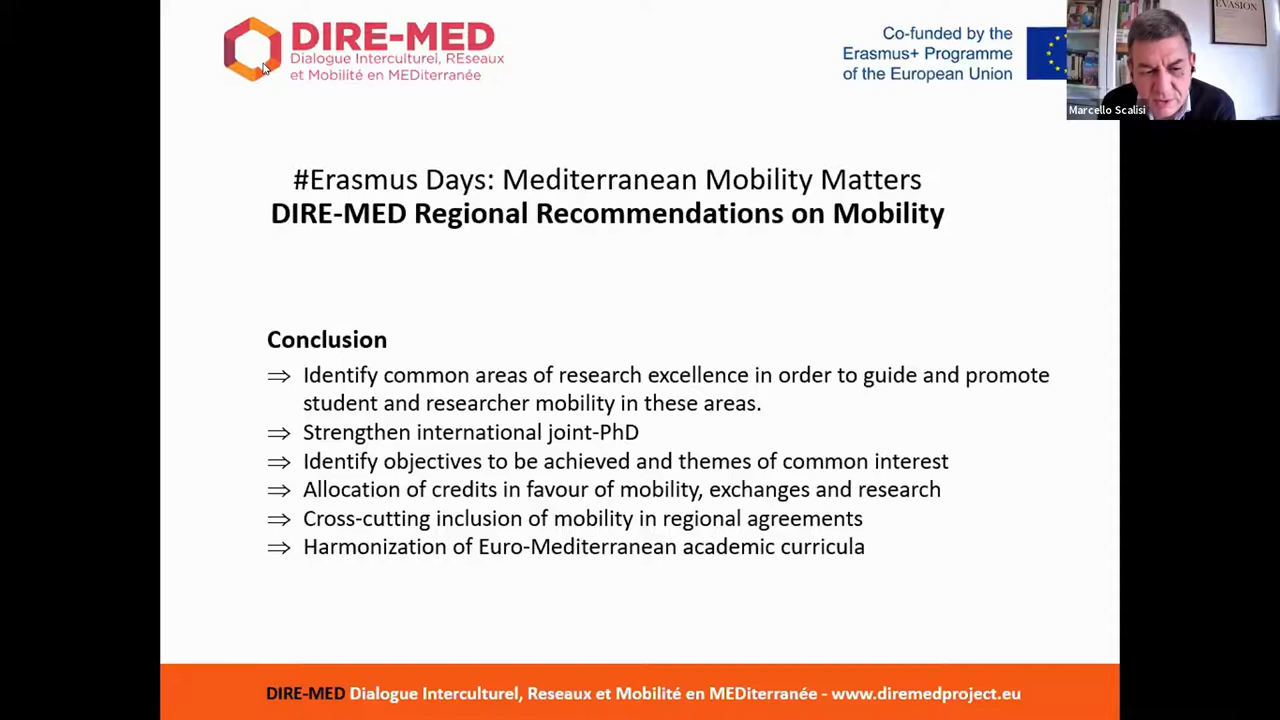 DIRE-MED
Dialogue Interculturel, REseaux
et Mobilité en MEDiterranée
Co-funded by the
Erasmus+ Programme
of the European Union
EVASION
Marcello Scalisi
#Erasmus Days: Mediterranean Mobility Matters
DIRE-MED Regional Recommendations on Mobility
Conclusion
⇒ Identify common areas of research excellence in order to guide and promote
student and researcher mobility in these areas.
⇒ Strengthen international joint-PhD
⇒ Identify objectives to be achieved and themes of common interest
⇒ Allocation of credits in favour of mobility, exchanges and research
⇒ Cross-cutting inclusion of mobility in regional agreements
⇒ Harmonization of Euro-Mediterranean academic curricula
DIRE-MED Dialogue Interculturel, Reseaux et Mobilité en MEDiterranée - www.diremedproject.eu